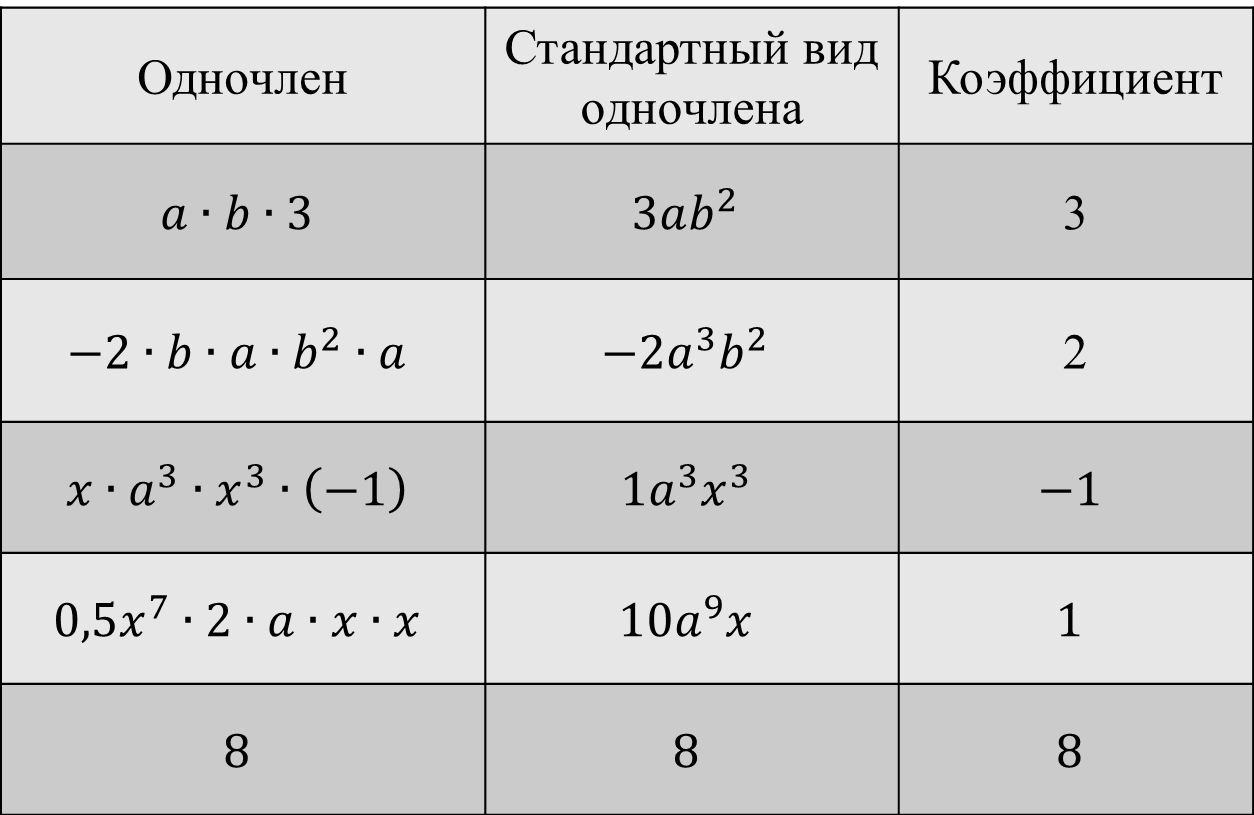 Одночлен
Стандартный вид
одночлена
Коэффициент
a · b · 3
3ab²
3
−2 · b · a · b² · a
−2a³b²
2
x · a³ · x³ · (−1)
1a³x³
−1
0,5x⁷ · 2 · a · x · x
10a⁹x
1
8
8
8